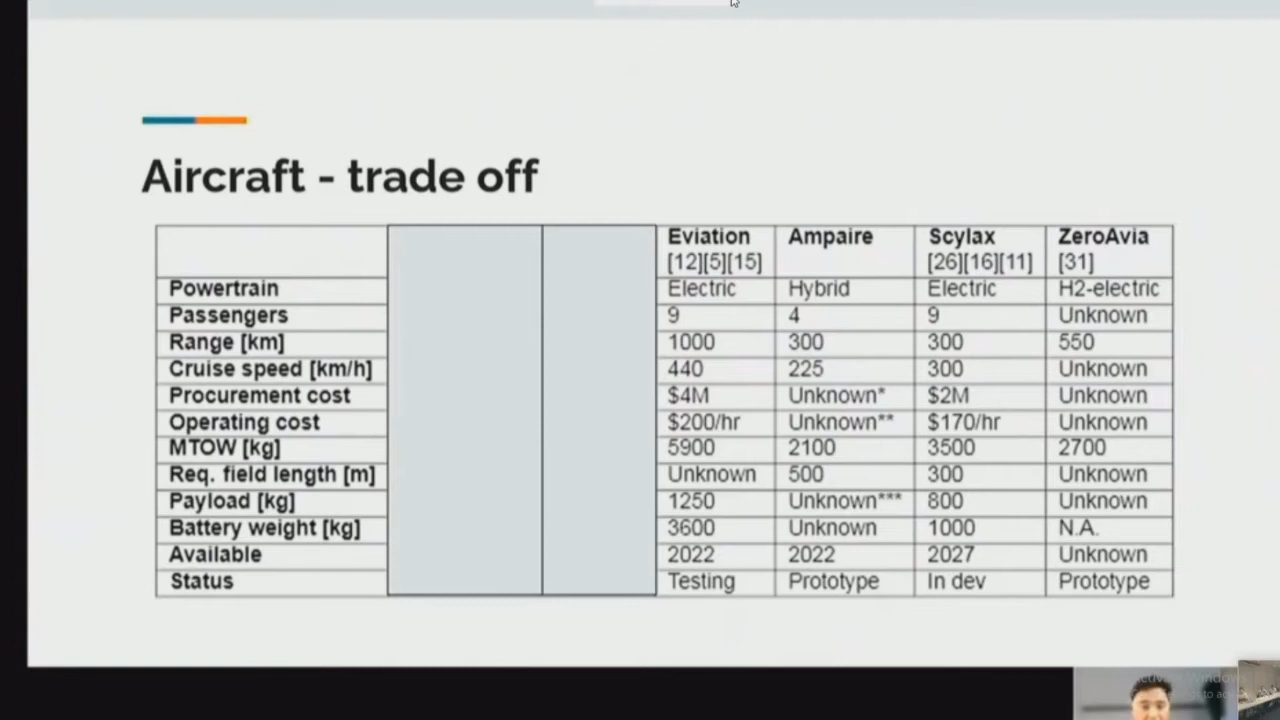 Aircraft - trade off
Eviation Ampaire Scylax ZeroAvia
[12][5][15] [26][16][11] [31]
Powertrain Electric Hybrid Electric H2-electric
Passengers 9 4 9 Unknown
Range [km] 1000 300 300 550
Cruise speed [km/h] 440 225 300 Unknown
Procurement cost $4M Unknown* $2M Unknown
Operating cost $200/hr Unknown** $170/hr Unknown
MTOW [kg] 5900 2100 3500 2700
Req. field length [m] Unknown 500 300 Unknown
Payload [kg] 1250 Unknown*** 800 Unknown
Battery weight [kg] 3600 Unknown 1000 N.A.
Available 2022 2022 2027 Unknown
Status Testing Prototype In dev Prototype